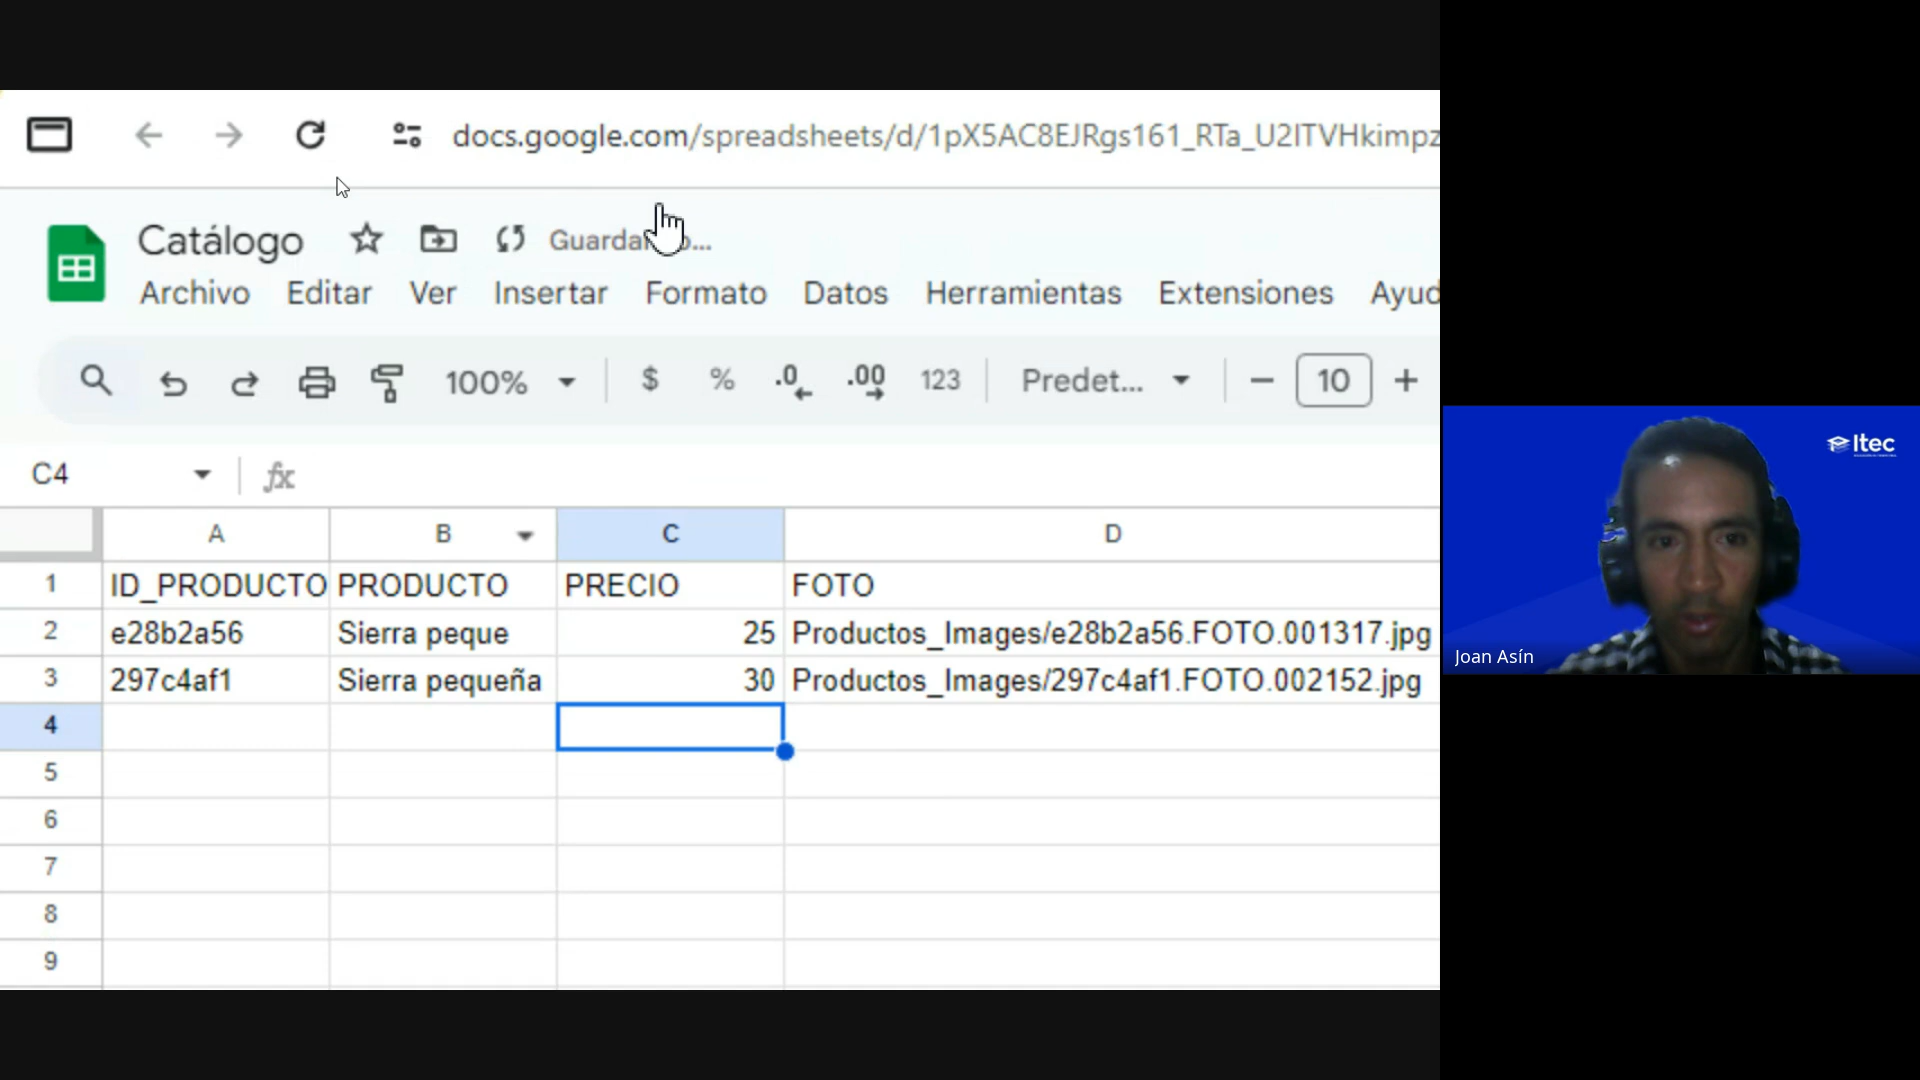 docs.google.com/spreadsheets/d/1pX5AC8EJRgs161_RTa_U2ITVHkimpz
Catálogo
Archivo Editar Ver Insertar Formato Datos Herramientas Extensiones Ayud
100% $ % .0 .00 123 Predet... 10
C4 fx
A B C D
1 ID_PRODUCTO PRODUCTO PRECIO FOTO
2 e28b2a56 Sierra peque 25 Productos_Images/e28b2a56.FOTO.001317.jpg
3 297c4af1 Sierra pequeña 30 Productos_Images/297c4af1.FOTO.002152.jpg
4
5
6
7
8
9
Itec
Joan Asín